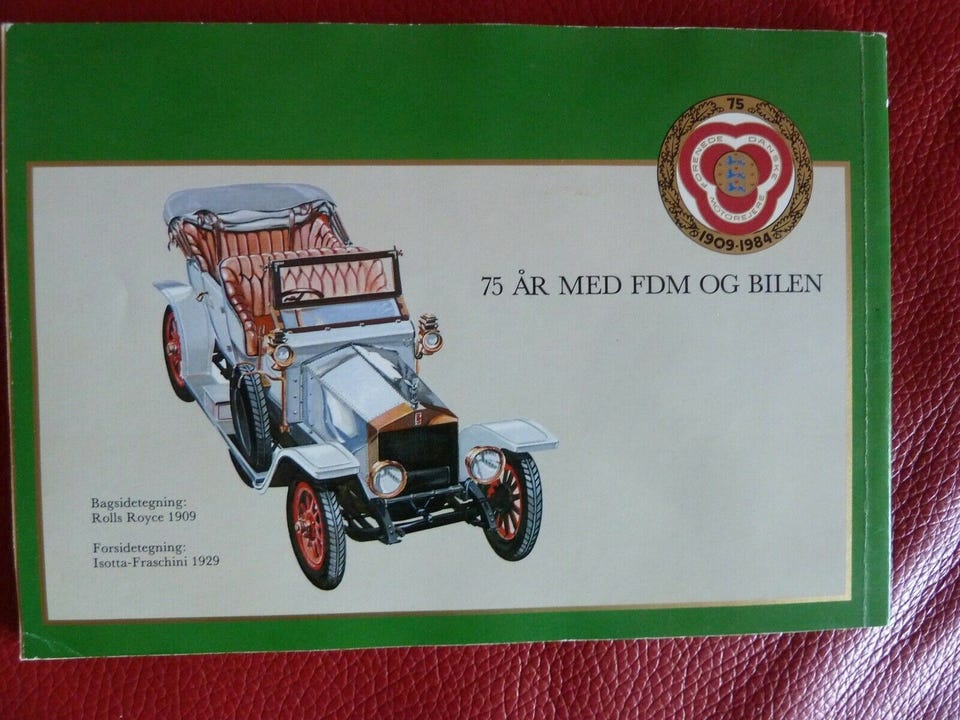 75
FORENEDE DANSKE
MOTOREJERE
1909-1984
75 ÅR MED FDM OG BILEN
Bagsidetegning:
Rolls Royce 1909
Forsidetegning:
Isotta-Fraschini 1929